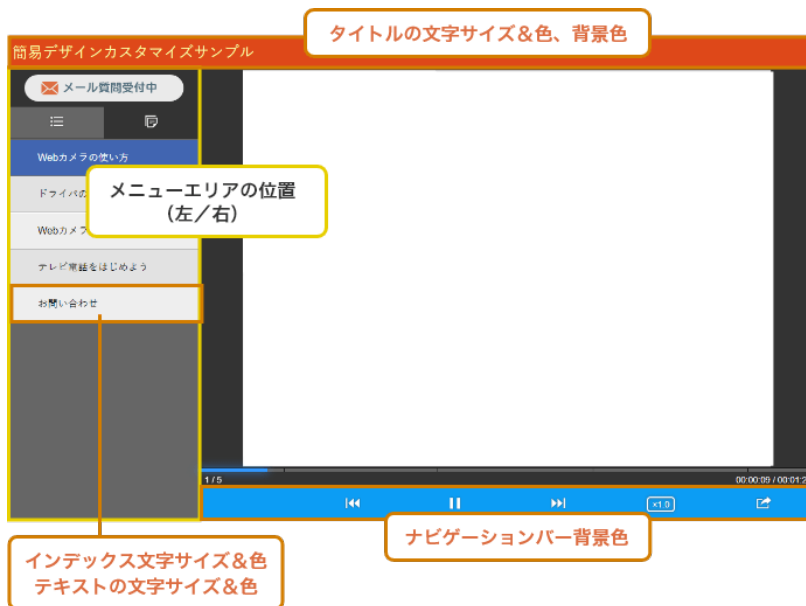 タイトルの文字サイズ&色、背景色
簡易デザインカスタマイズサンプル
メール質問受付中
Webカメラの使い方
ドライバの
メニューエリアの位置
(左/右)
Webカメラ
テレビ電話をはじめよう
お問い合わせ
1 / 5
00:00:09 / 00:01:2
×1.0
ナビゲーションバー背景色
インデックス文字サイズ&色
テキストの文字サイズ&色